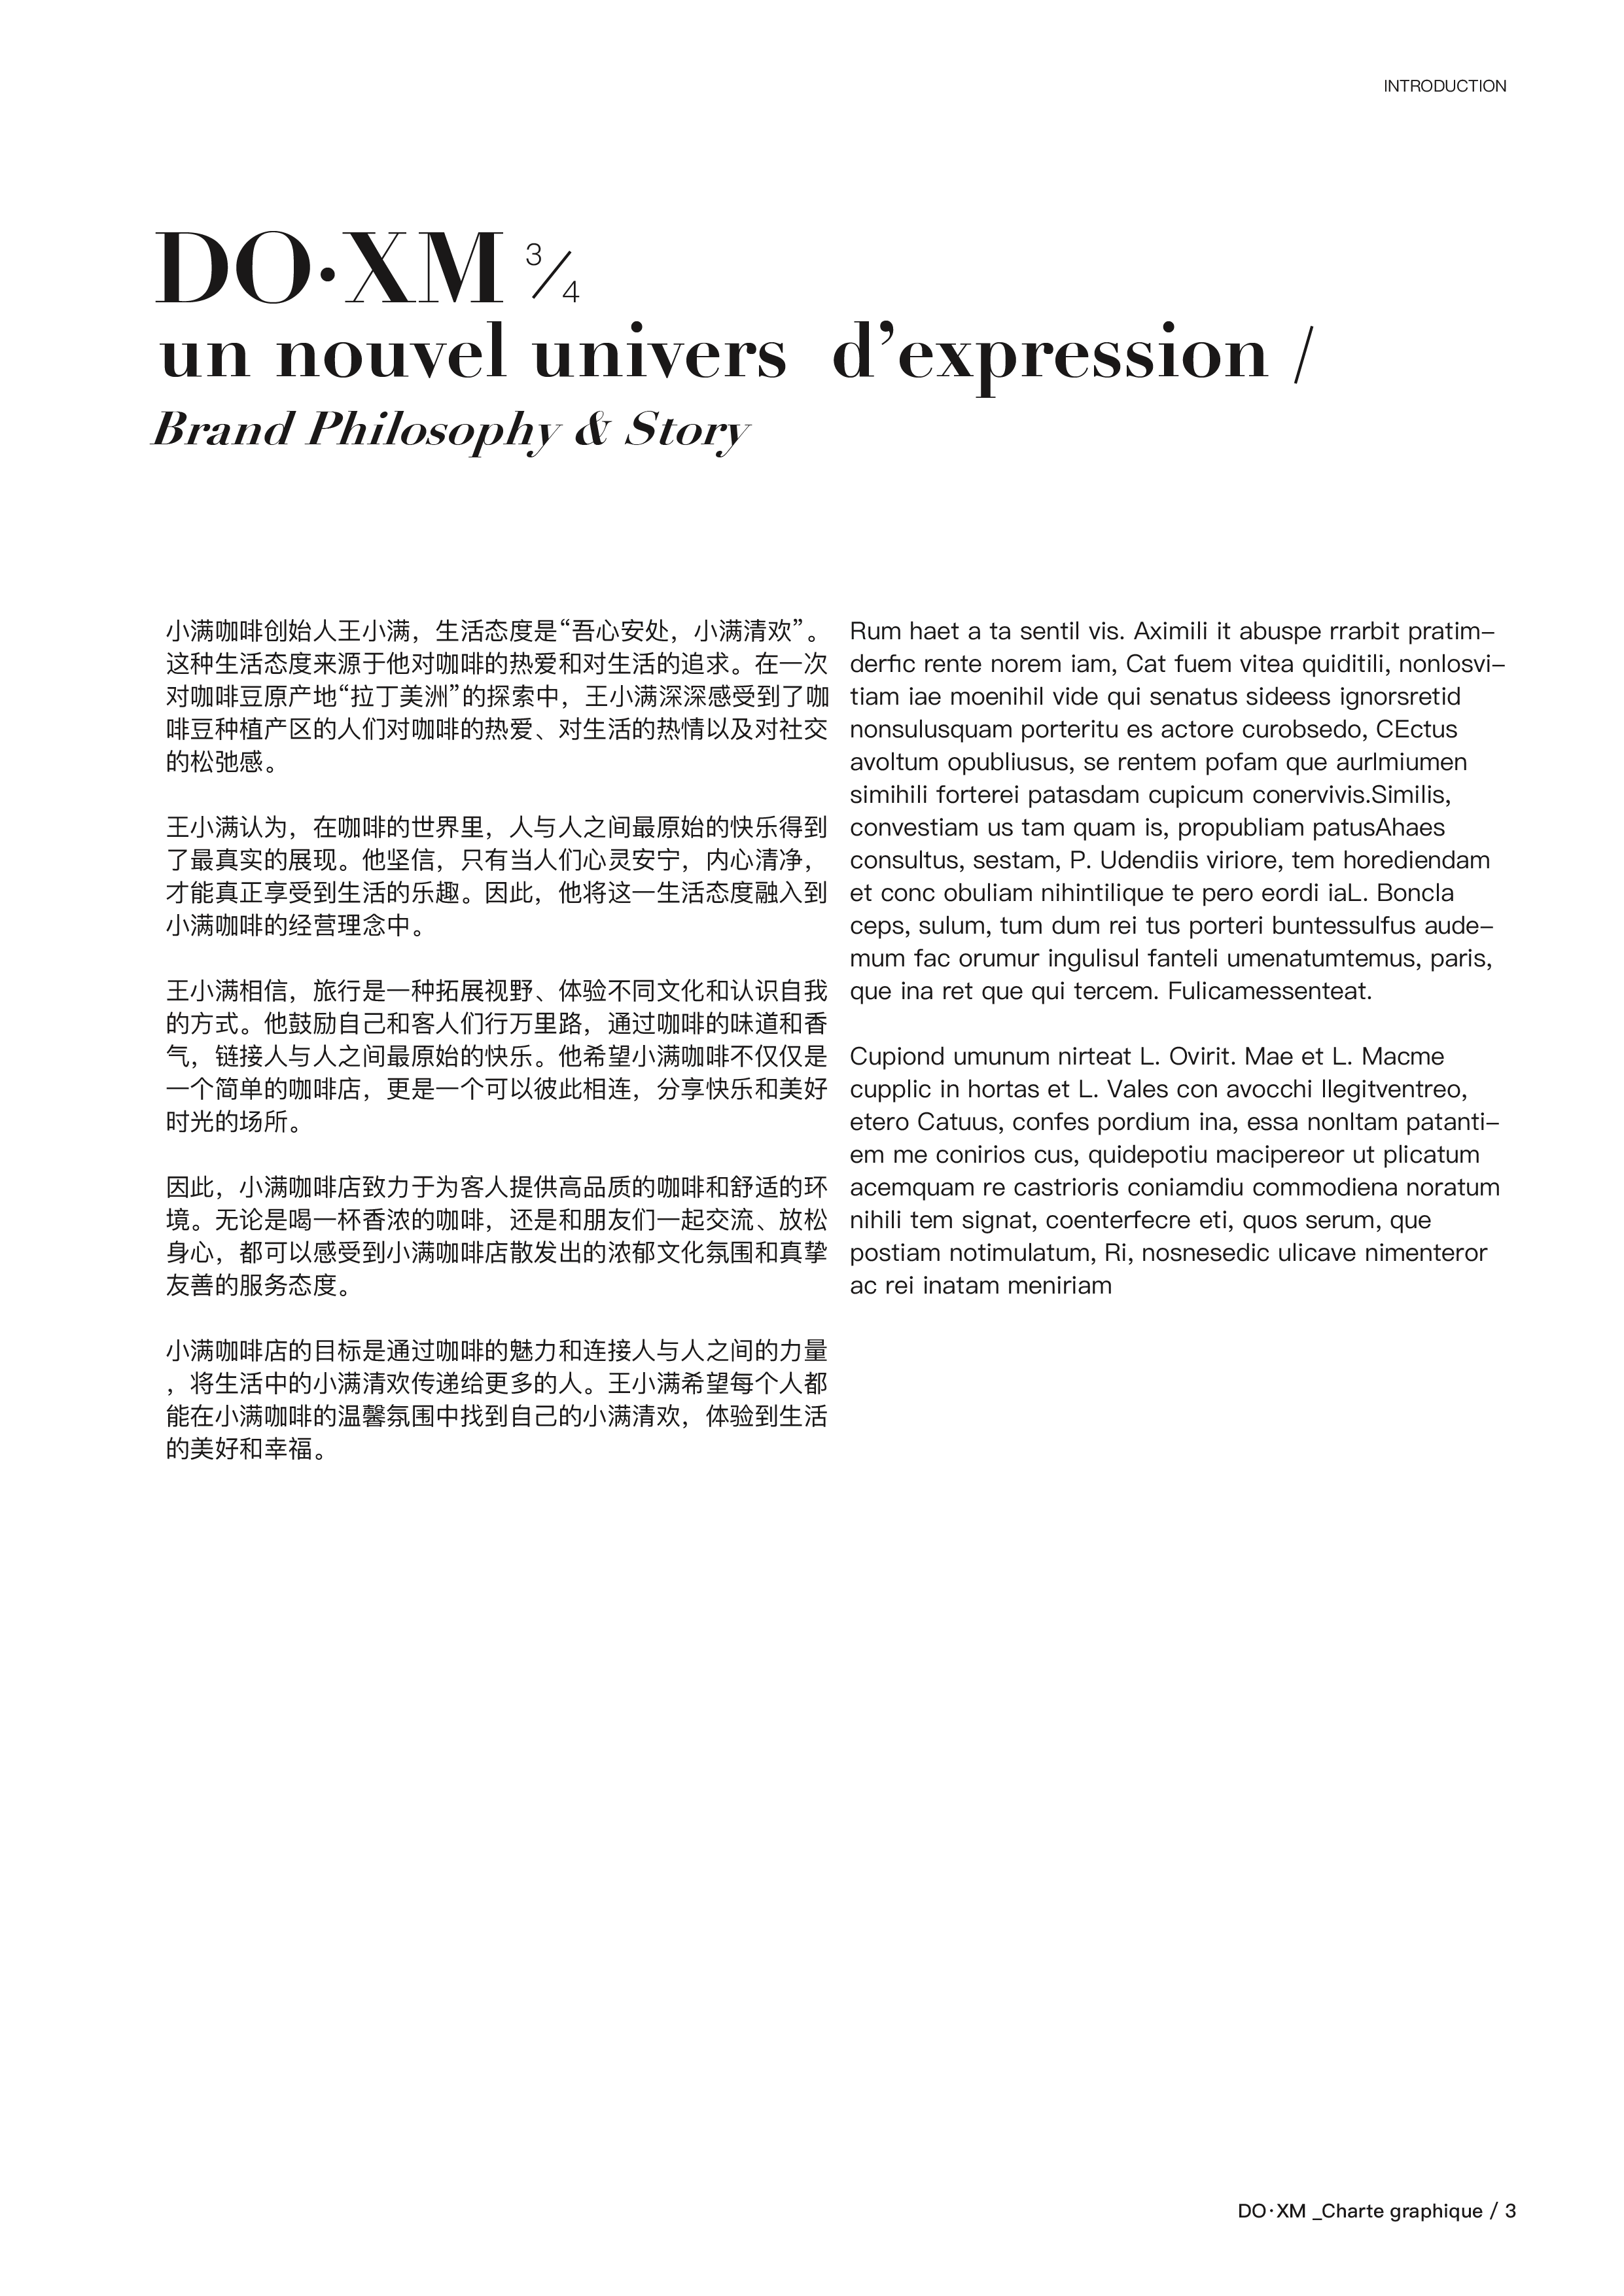 INTRODUCTION
DO·XM 3/4
un nouvel univers d’expression /
Brand Philosophy & Story
小满咖啡创始人王小满，生活态度是“吾心安处，小满清欢”。
这种生活态度来源于他对咖啡的热爱和对生活的追求。在一次
对咖啡豆原产地“拉丁美洲”的探索中，王小满深深感受到了咖
啡豆种植产区的人们对咖啡的热爱、对生活的热情以及对社交
的松弛感。
王小满认为，在咖啡的世界里，人与人之间最原始的快乐得到
了最真实的展现。他坚信，只有当人们心灵安宁，内心清净，
才能真正享受到生活的乐趣。因此，他将这一生活态度融入到
小满咖啡的经营理念中。
王小满相信，旅行是一种拓展视野、体验不同文化和认识自我
的方式。他鼓励自己和客人们行万里路，通过咖啡的味道和香
气，链接人与人之间最原始的快乐。他希望小满咖啡不仅仅是
一个简单的咖啡店，更是一个可以彼此相连，分享快乐和美好
时光的场所。
因此，小满咖啡店致力于为客人提供高品质的咖啡和舒适的环
境。无论是喝一杯香浓的咖啡，还是和朋友们一起交流、放松
身心，都可以感受到小满咖啡店散发出的浓郁文化氛围和真挚
友善的服务态度。
小满咖啡店的目标是通过咖啡的魅力和连接人与人之间的力量
，将生活中的小满清欢传递给更多的人。王小满希望每个人都
能在小满咖啡的温馨氛围中找到自己的小满清欢，体验到生活
的美好和幸福。
Rum haet a ta sentil vis. Aximili it abuspe rrarbit pratim–
derfic rente norem iam, Cat fuem vitea quiditili, nonlosvi–
tiam iae moenihil vide qui senatus sideess ignorsretid
nonsulusquam porteritu es actore curobsedo, CEctus
avoltum opubliusus, se rentem pofam que aurlmiumen
simihili forterei patasdam cupicum conervivis.Similis,
convestiam us tam quam is, propubliam patusAhaes
consultus, sestam, P. Udendiis viriore, tem horediendam
et conc obuliam nihintilique te pero eordi iaL. Boncla
ceps, sulum, tum dum rei tus porteri buntessulfus aude–
mum fac orumur ingulisul fanteli umenatumtemus, paris,
que ina ret que qui tercem. Fulicamessenteat.
Cupiond umunum nirteat L. Ovirit. Mae et L. Macme
cupplic in hortas et L. Vales con avocchi llegitventreo,
etero Catuus, confes pordium ina, essa nonltam patanti–
em me conirios cus, quidepotiu macipereor ut plicatum
acemquam re castrioris coniamdiu commodiena noratum
nihili tem signat, coenterfecre eti, quos serum, que
postiam notimulatum, Ri, nosnesedic ulicave nimenteror
ac rei inatam meniriam
DO·XM _Charte graphique / 3